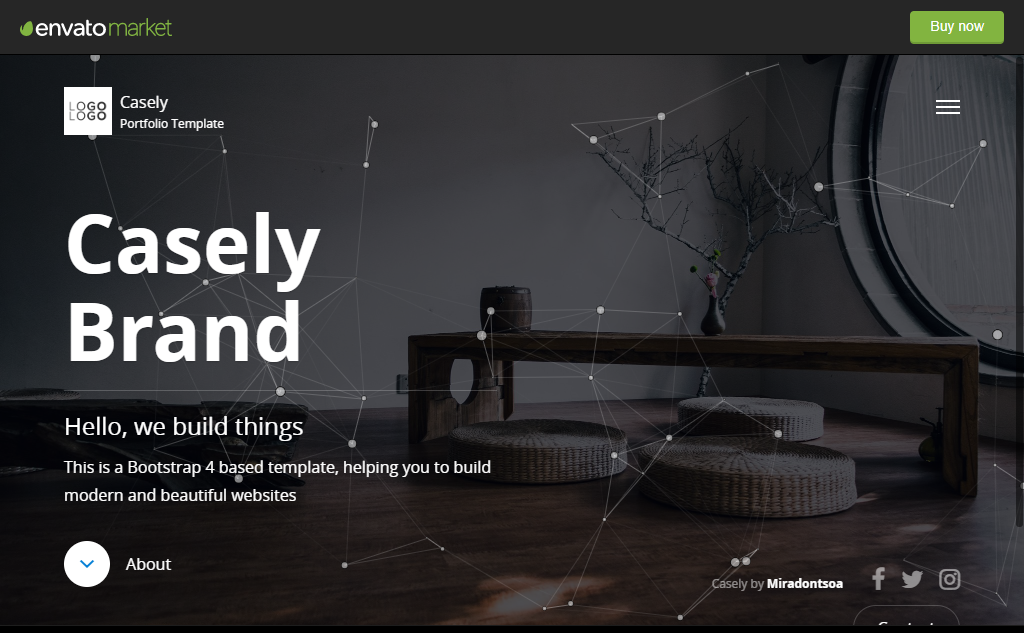 envato market
Buy now
LOGO
LOGO
Casely
Portfolio Template
Casely
Brand
Hello, we build things
This is a Bootstrap 4 based template, helping you to build
modern and beautiful websites
About
Casely by Miradontsoa